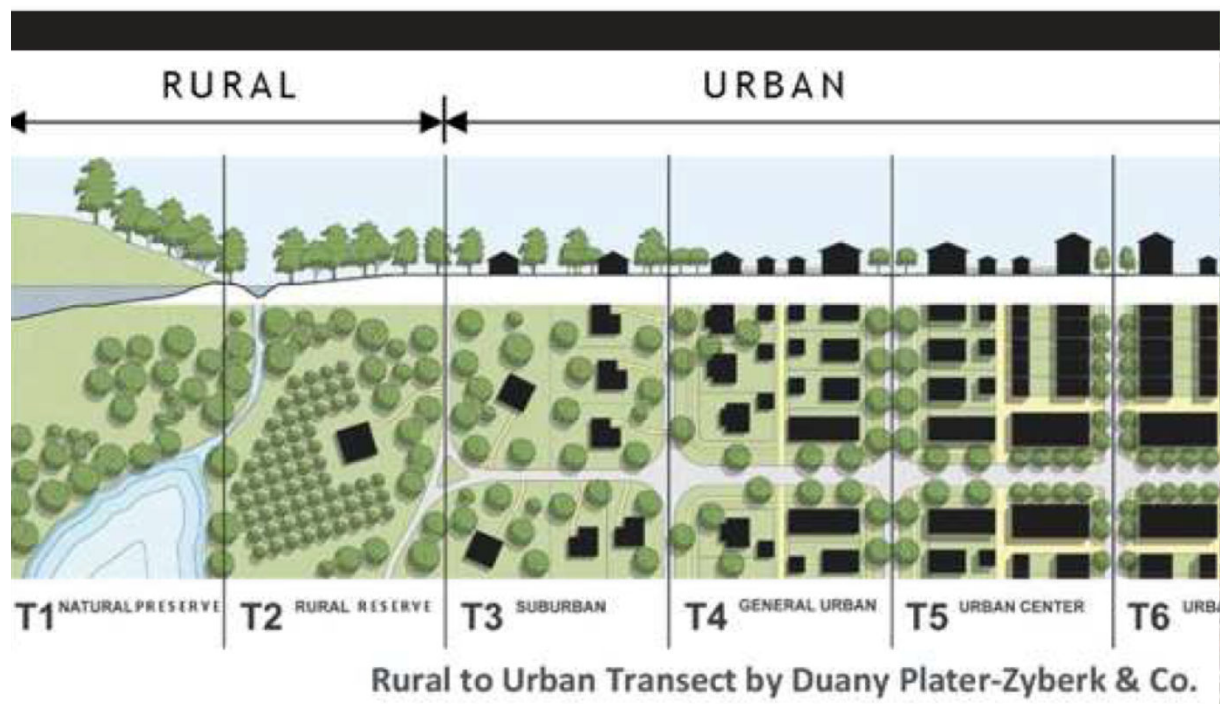 RURAL URBAN
T1 NATURAL PRESERVE T2 RURAL RESERVE T3 SUBURBAN T4 GENERAL URBAN T5 URBAN CENTER T6
Rural to Urban Transect by Duany Plater-Zyberk & Co.